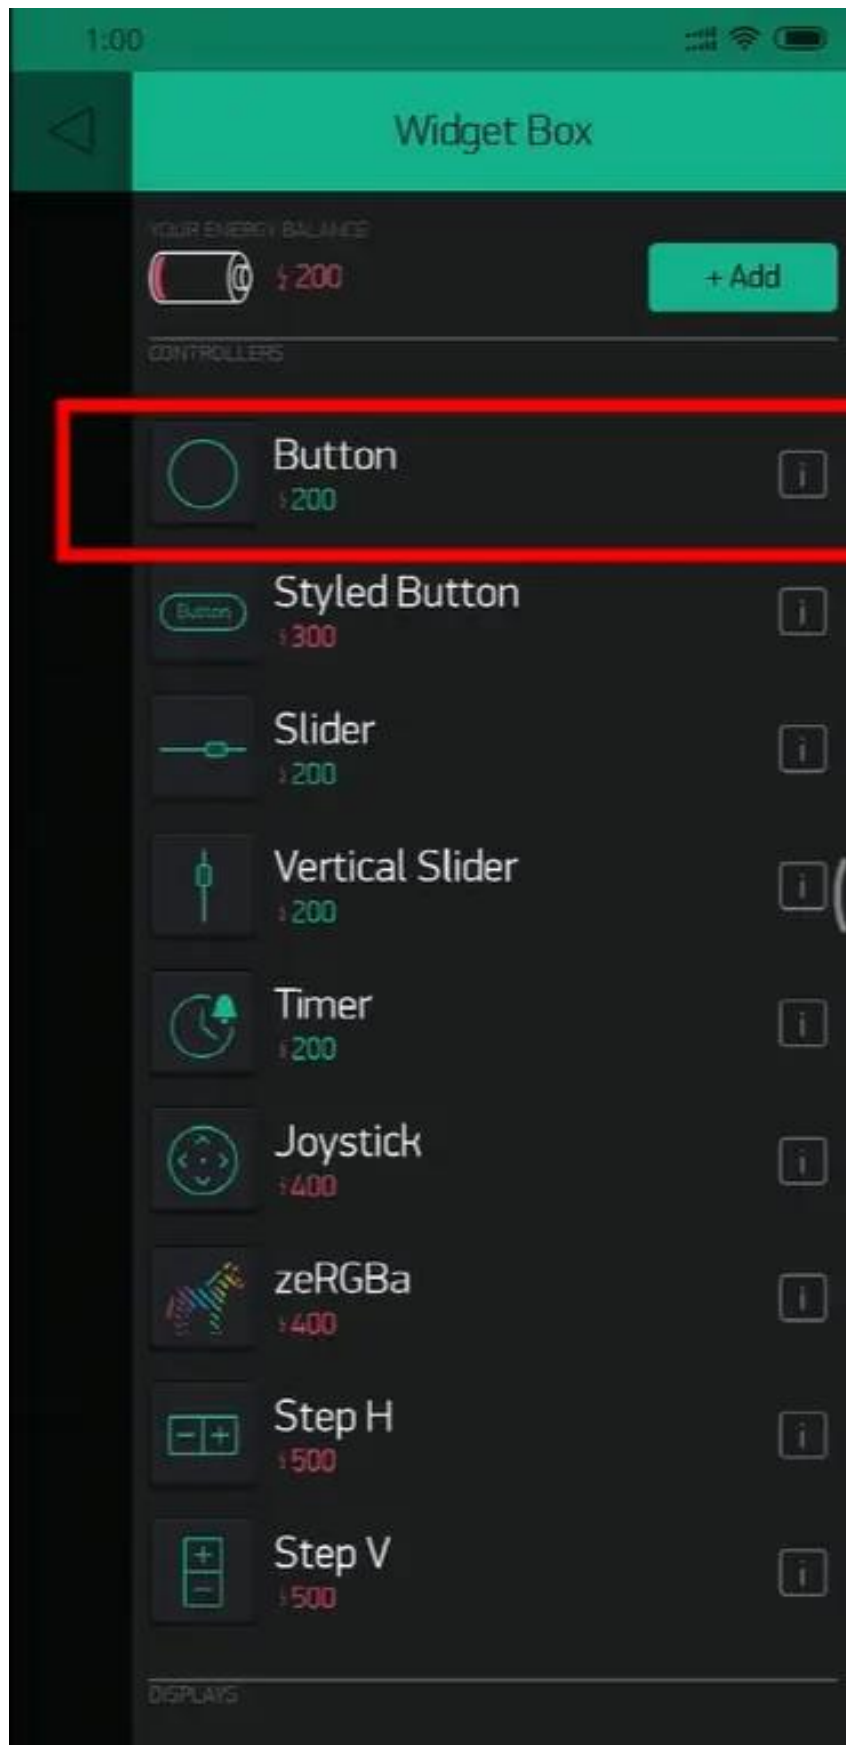 1:00
Widget Box
YOUR ENERGY BALANCE
200
+ Add
CONTROLLERS
Button
200
Button
Styled Button
300
Slider
200
Vertical Slider
200
Timer
200
Joystick
400
zeRGBa
400
Step H
500
Step V
500
DISPLAYS